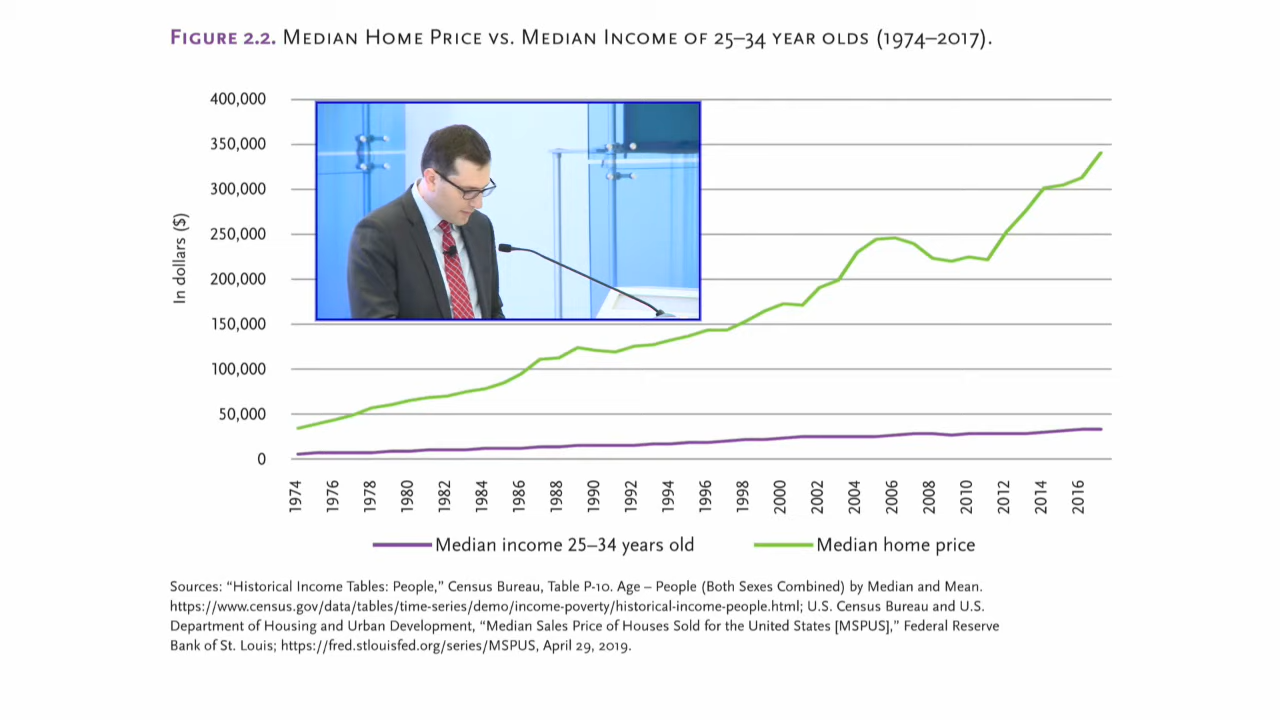 FIGURE 2.2. MEDIAN HOME PRICE VS. MEDIAN INCOME OF 25–34 YEAR OLDS (1974–2017).
400,000
350,000
300,000
250,000
200,000
150,000
100,000
50,000
0
In dollars ($)
1974 1976 1978 1980 1982 1984 1986 1988 1990 1992 1994 1996 1998 2000 2002 2004 2006 2008 2010 2012 2014 2016
Median income 25–34 years old Median home price
Sources: “Historical Income Tables: People,” Census Bureau, Table P-10. Age – People (Both Sexes Combined) by Median and Mean.
https://www.census.gov/data/tables/time-series/demo/income-poverty/historical-income-people.html; U.S. Census Bureau and U.S.
Department of Housing and Urban Development, “Median Sales Price of Houses Sold for the United States [MSPUS],” Federal Reserve
Bank of St. Louis; https://fred.stlouisfed.org/series/MSPUS, April 29, 2019.